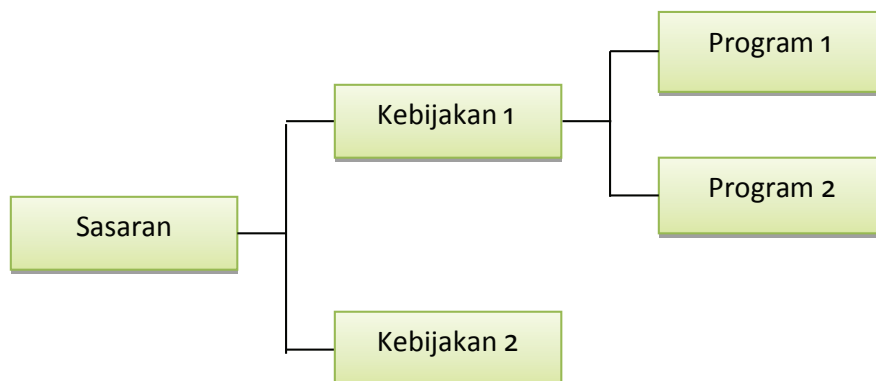 Program 1
Kebijakan 1
Program 2
Sasaran
Kebijakan 2